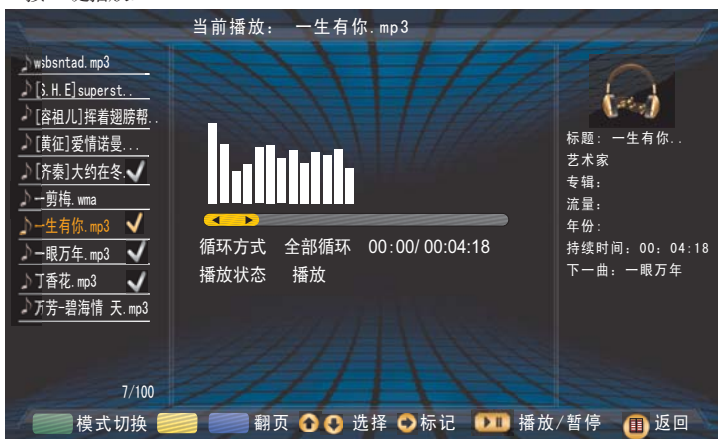 当前播放： 一生有你.mp3
wsbsntad.mp3
[S.H.E]superst..
[容祖儿]挥着翅膀帮..
[黄征]爱情诺曼...
[齐秦]大约在冬
一剪梅.wma
一生有你.mp3
一眼万年.mp3
丁香花.mp3
万芳-碧海情 天.mp3
7/100
循环方式 全部循环 00:00/ 00:04:18
播放状态 播放
标题： 一生有你..
艺术家
专辑：
流量：
年份：
持续时间：00：04:18
下一曲：一眼万年
模式切换 翻页 选择 标记 播放/暂停 返回